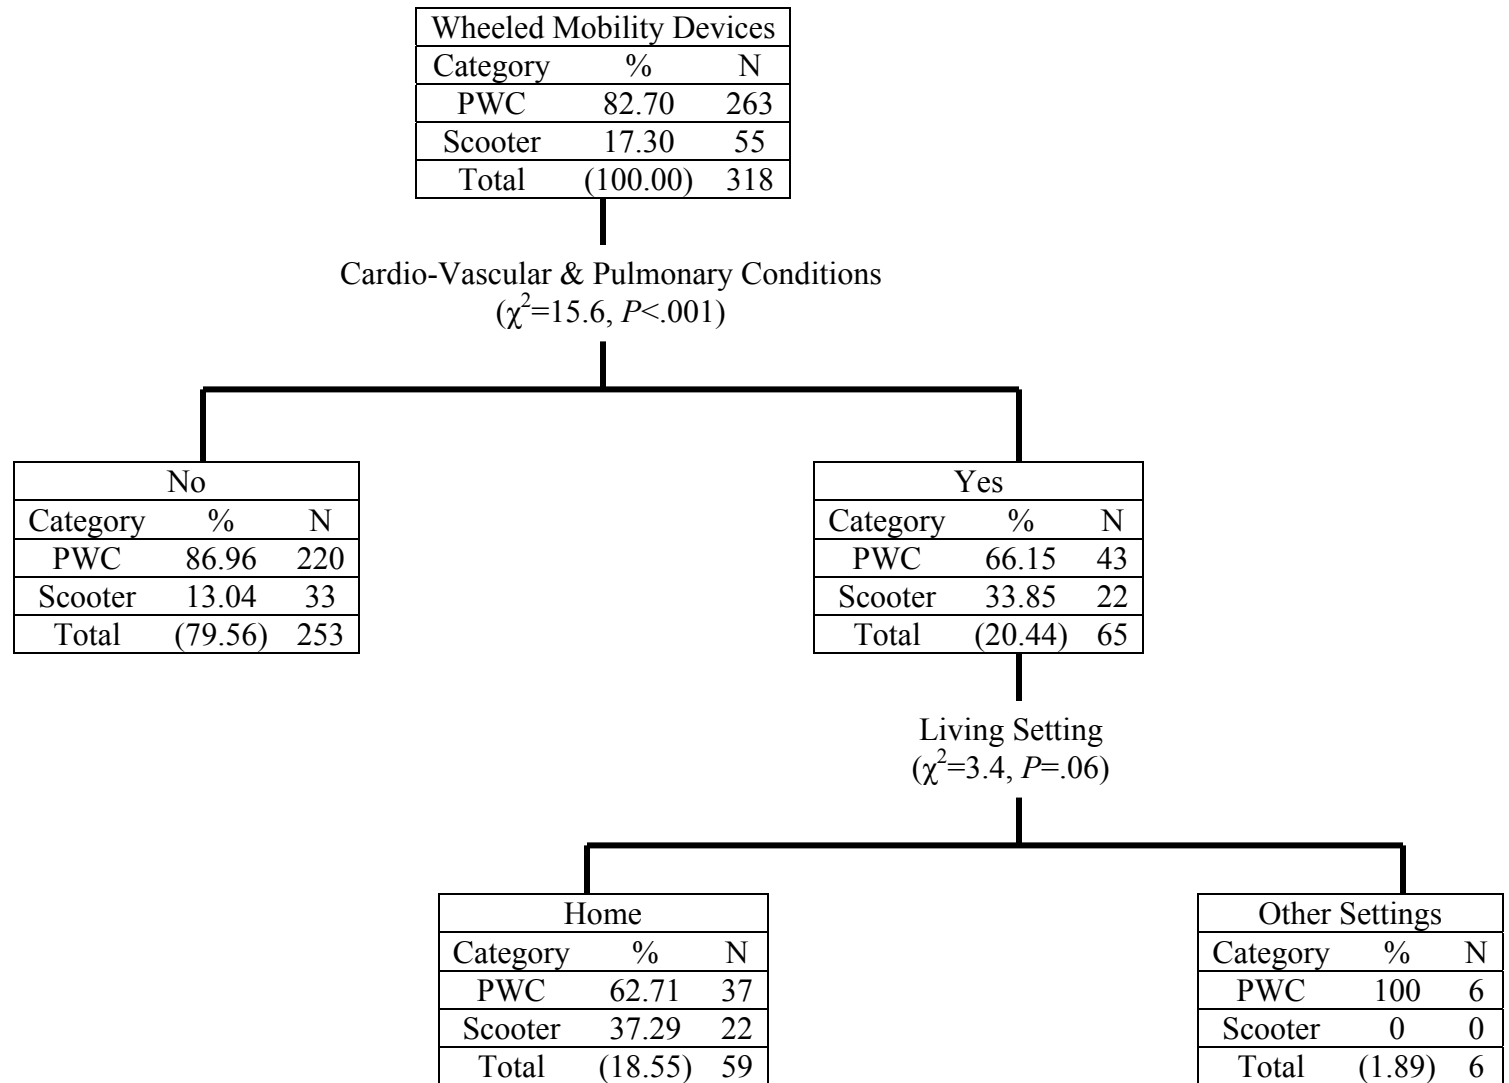 Wheeled Mobility Devices
Category % N
PWC 82.70 263
Scooter 17.30 55
Total (100.00) 318
Cardio-Vascular & Pulmonary Conditions
(χ²=15.6, P<.001)
No
Category % N
PWC 86.96 220
Scooter 13.04 33
Total (79.56) 253
Yes
Category % N
PWC 66.15 43
Scooter 33.85 22
Total (20.44) 65
Living Setting
(χ²=3.4, P=.06)
Home
Category % N
PWC 62.71 37
Scooter 37.29 22
Total (18.55) 59
Other Settings
Category % N
PWC 100 6
Scooter 0 0
Total (1.89) 6